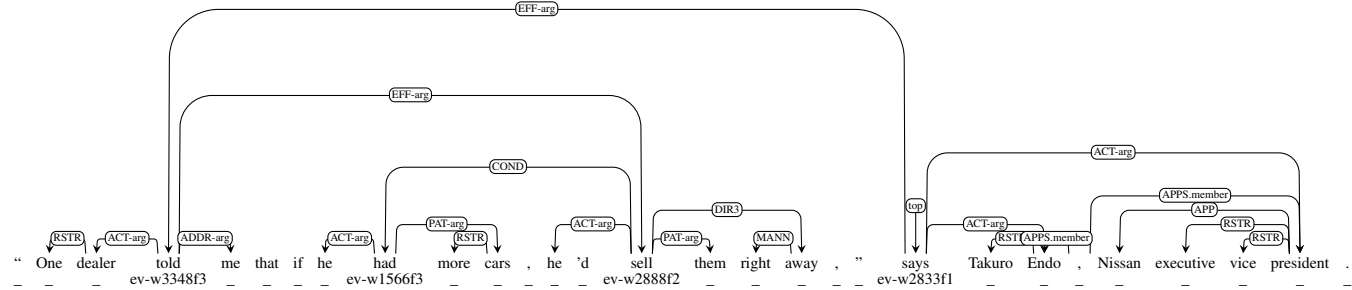 EFF-arg
EFF-arg
COND
ACT-arg
APPS.member
DIR3
APP
top
PAT-arg
ACT-arg
ACT-arg
RSTR
RSTR ACT-arg ADDR-arg ACT-arg RSTR PAT-arg MANN APPS.member RSTR
“ One dealer told me that if he had more cars , he ’d sell them right away , ” says Takuro Endo , Nissan executive vice president .
_ _ _ ev-w3348f3 _ _ _ _ ev-w1566f3 _ _ _ _ _ ev-w2888f2 _ _ _ _ _ ev-w2833f1 _ _ _ _ _ _ _ _